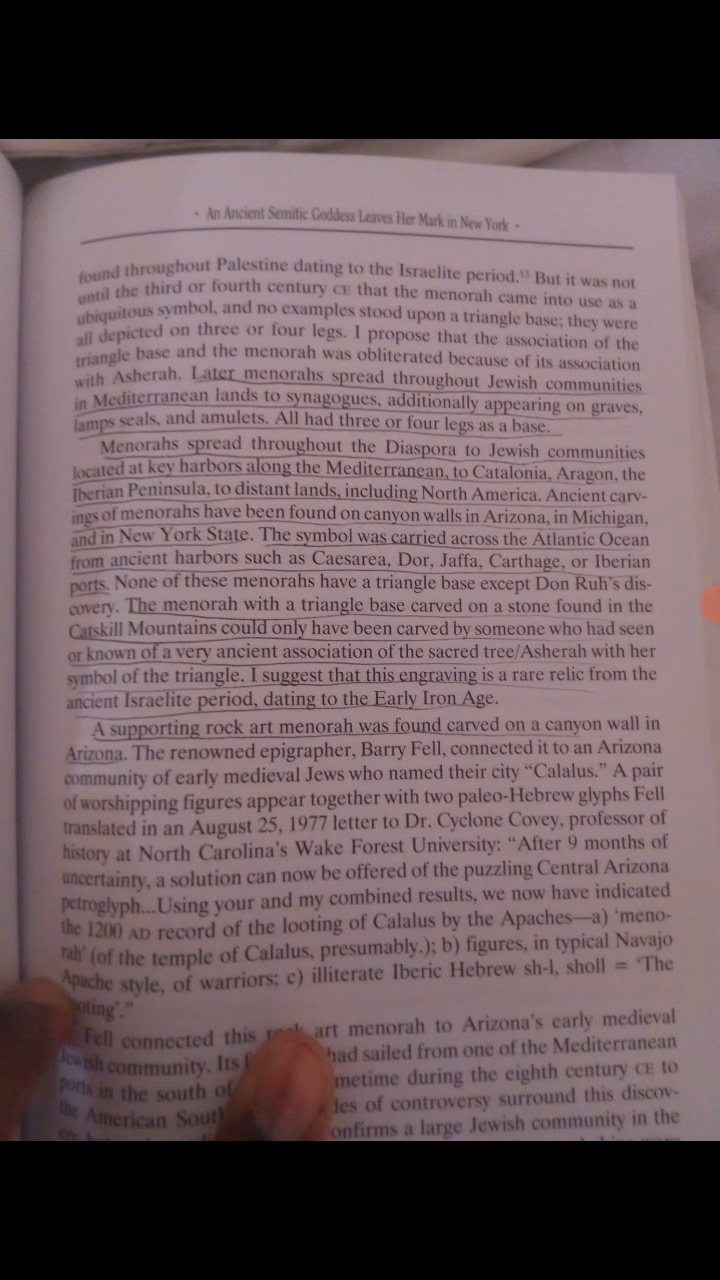 · An Ancient Semitic Goddess Leaves Her Mark in New York ·
found throughout Palestine dating to the Israelite period.¹³ But it was not
until the third or fourth century CE that the menorah came into use as a
ubiquitous symbol, and no examples stood upon a triangle base; they were
all depicted on three or four legs. I propose that the association of the
triangle base and the menorah was obliterated because of its association
with Asherah. Later menorahs spread throughout Jewish communities
in Mediterranean lands to synagogues, additionally appearing on graves,
lamps seals, and amulets. All had three or four legs as a base.
Menorahs spread throughout the Diaspora to Jewish communities
located at key harbors along the Mediterranean, to Catalonia, Aragon, the
Iberian Peninsula, to distant lands, including North America. Ancient carv-
ings of menorahs have been found on canyon walls in Arizona, in Michigan,
and in New York State. The symbol was carried across the Atlantic Ocean
from ancient harbors such as Caesarea, Dor, Jaffa, Carthage, or Iberian
ports. None of these menorahs have a triangle base except Don Ruh's dis-
covery. The menorah with a triangle base carved on a stone found in the
Catskill Mountains could only have been carved by someone who had seen
or known of a very ancient association of the sacred tree/Asherah with her
symbol of the triangle. I suggest that this engraving is a rare relic from the
ancient Israelite period, dating to the Early Iron Age.
A supporting rock art menorah was found carved on a canyon wall in
Arizona. The renowned epigrapher, Barry Fell, connected it to an Arizona
community of early medieval Jews who named their city "Calalus." A pair
of worshipping figures appear together with two paleo-Hebrew glyphs Fell
translated in an August 25, 1977 letter to Dr. Cyclone Covey, professor of
history at North Carolina's Wake Forest University: "After 9 months of
uncertainty, a solution can now be offered of the puzzling Central Arizona
petroglyph...Using your and my combined results, we now have indicated
the 1200 AD record of the looting of Calalus by the Apaches—a) 'meno-
rah' (of the temple of Calalus, presumably.); b) figures, in typical Navajo
Apache style, of warriors; c) illiterate Iberic Hebrew sh-l, sholl = 'The
ooting'."
Fell connected this rock art menorah to Arizona's early medieval
Jewish community. Its had sailed from one of the Mediterranean
ports in the south of metime during the eighth century CE to
the American South des of controversy surround this discov-
onfirms a large Jewish community in the